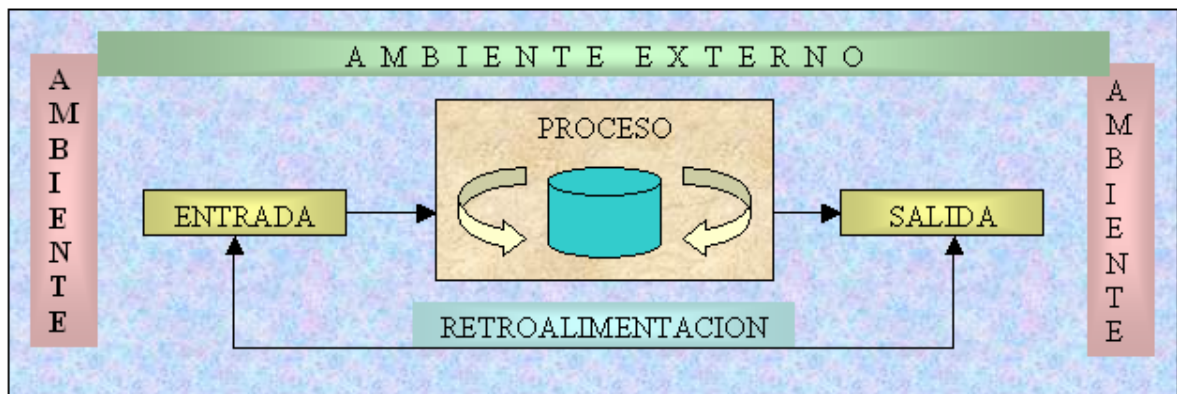 AMBIENTE EXTERNO
AMBIENTE
PROCESO
ENTRADA
SALIDA
AMBIENTE
RETROALIMENTACION